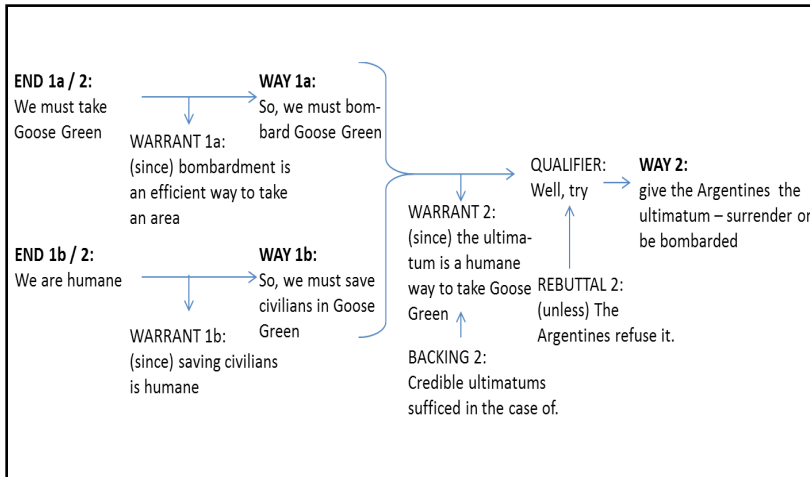 END 1a / 2:
We must take
Goose Green
WARRANT 1a:
(since) bombardment is
an efficient way to take
an area
WAY 1a:
So, we must bom-
bard Goose Green
END 1b / 2:
We are humane
WARRANT 1b:
(since) saving civilians
is humane
WAY 1b:
So, we must save
civilians in Goose
Green
WARRANT 2:
(since) the ultima-
tum is a humane
way to take Goose
Green
BACKING 2:
Credible ultimatums
sufficed in the case of.
QUALIFIER:
Well, try
REBUTTAL 2:
(unless) The
Argentines refuse it.
WAY 2:
give the Argentines the
ultimatum – surrender or
be bombarded